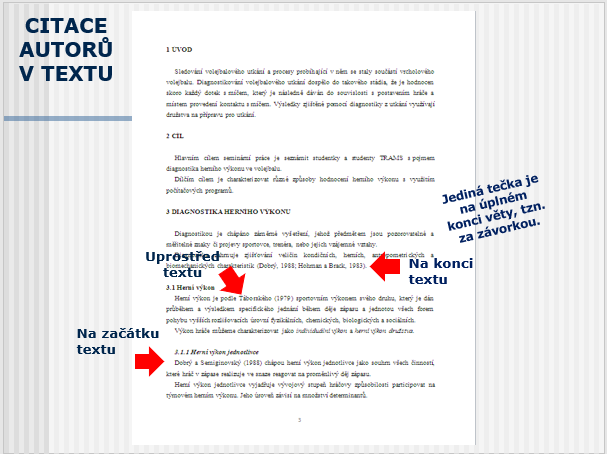 CITACE
AUTORŮ
V TEXTU
1 ÚVOD
Sledování volejbalového utkání a procesy probíhající v něm se staly součástí vrcholového
volejbalu. Diagnostikování volejbalového utkání dospělo do takového stádia, že je hodnocen
skoro každý dotek s míčem, který je následně dáván do souvislostí s postavením hráče a
místem provedení kontaktu s míčem. Výsledky zjištěné pomocí diagnostiky z utkání využívají
družstva na přípravu pro utkání.
2 CÍL
Hlavním cílem seminární práce je seznámit studentky a studenty TRAMS s pojmem
diagnostika herního výkonu ve volejbalu.
Dílčím cílem je charakterizovat různé způsoby hodnocení herního výkonu s využitím
počítačových programů.
3 DIAGNOSTIKA HERNÍHO VÝKONU
Diagnostikou je chápáno záměrné vyšetření, jehož předmětem jsou pozorovatelné a
měřitelné znaky či projevy sportovce, trenéra, nebo jejich vzájemné vztahy.
zjišťování veličin kondičních, herních, antropometrických a
biomechanických charakteristik (Dobrý, 1988; Hohman a Brack, 1983).
Uprostřed
textu
Na konci
textu
Jediná tečka je
na úplném
konci věty, tzn.
za závorkou.
3.1 Herní výkon
Herní výkon je podle Táborského (1979) sportovním výkonem svého druhu, který je dán
průběhem a výsledkem specifického jednání během děje zápasu a jednotou všech forem
pohybu vyšších rozlišovacích úrovní fyzikálních, chemických, biologických a sociálních.
Výkon hráče můžeme charakterizovat jako individuální výkon a herní výkon družstva.
Na začátku
textu
3.1.1 Herní výkon jednotlivce
Dobrý a Semiginovský (1988) chápou herní výkon jednotlivce jako souhrn všech činností,
které hráč v zápase realizuje ve snaze reagovat na proměnlivý děj zápasu.
Herní výkon jednotlivce vyjadřuje vývojový stupeň hráčovy způsobilosti participovat na
týmovém herním výkonu. Jeho úroveň závisí na množství determinantů.
3